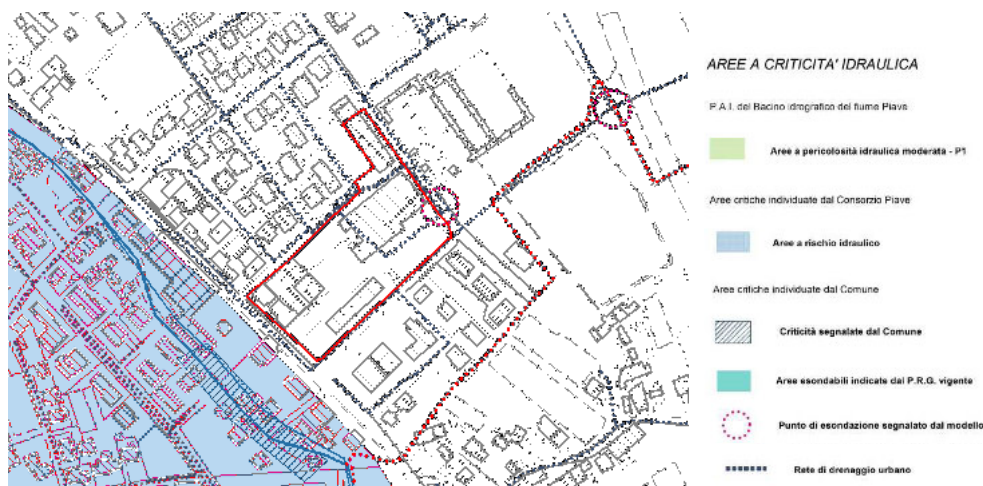 AREE A CRITICITA' IDRAULICA
P.A.I. del Bacino idrografico del fiume Piave
Aree a pericolosità idraulica moderata - P1
Aree critiche individuate dal Consorzio Piave
Aree a rischio idraulico
Aree critiche individuate dal Comune
Criticità segnalate dal Comune
Aree esondabili indicate dal P.R.G. vigente
Punto di esondazione segnalato dal modello
Rete di drenaggio urbano